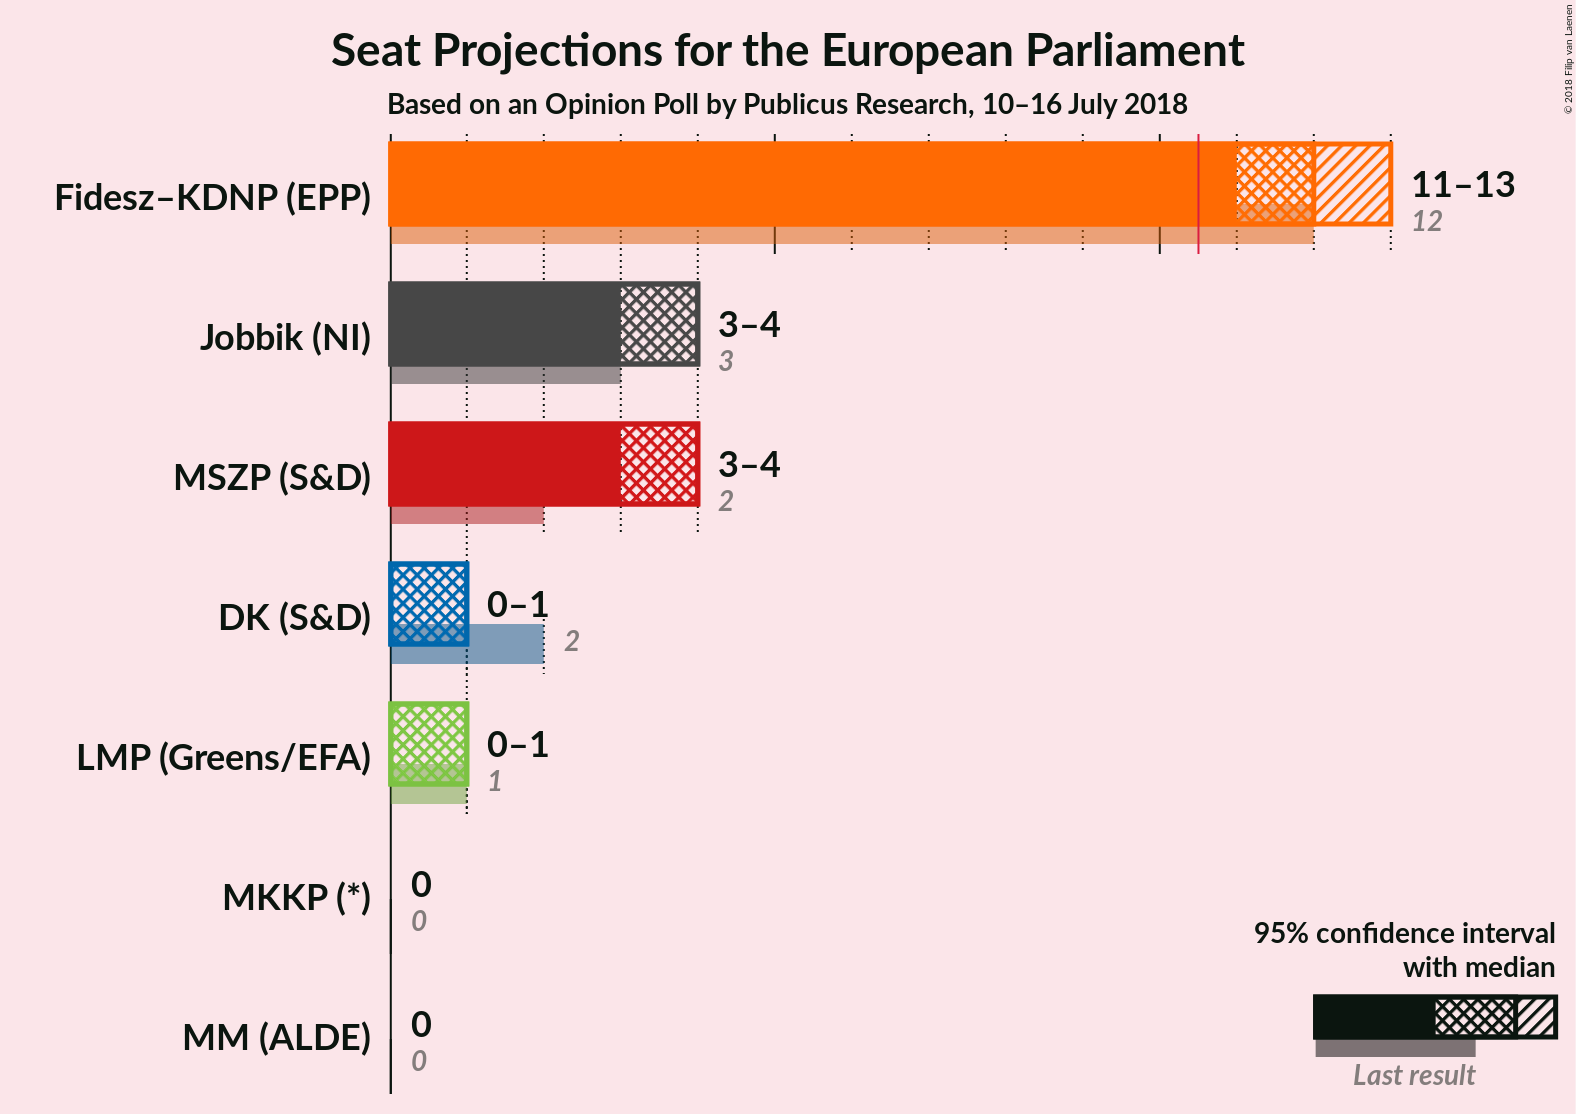 Seat Projections for the European Parliament
Based on an Opinion Poll by Publicus Research, 10–16 July 2018
© 2018 Filip van Laenen
Fidesz–KDNP (EPP)
11–13
12
Jobbik (NI)
3–4
3
MSZP (S&D)
3–4
2
DK (S&D)
0–1
2
LMP (Greens/EFA)
0–1
1
MKKP (*)
0
0
MM (ALDE)
0
0
95% confidence interval
with median
Last result